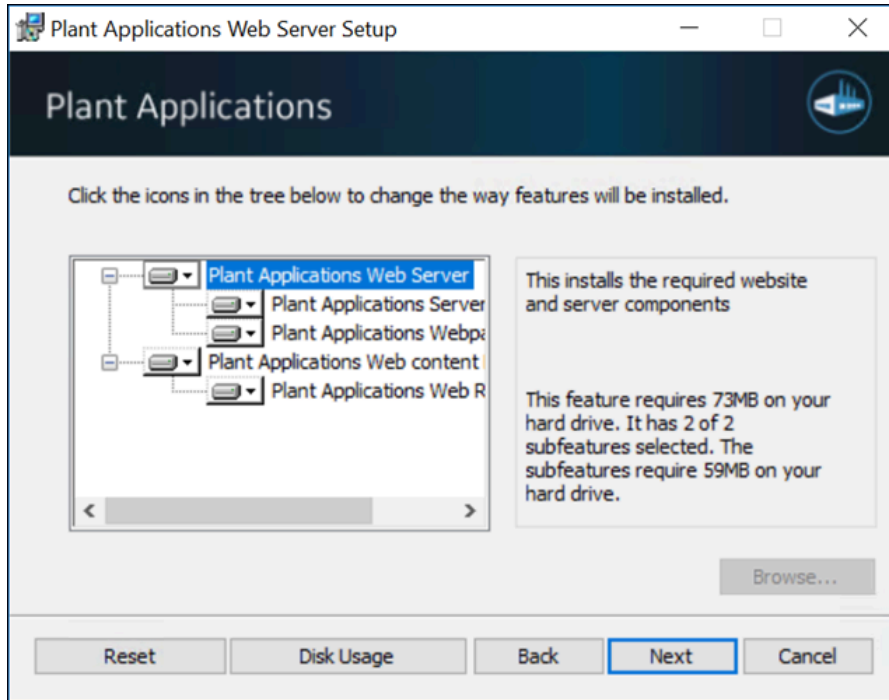 Plant Applications Web Server Setup
Plant Applications
Click the icons in the tree below to change the way features will be installed.
Plant Applications Web Server
Plant Applications Server
Plant Applications Webpa
Plant Applications Web content
Plant Applications Web R
This installs the required website
and server components
This feature requires 73MB on your
hard drive. It has 2 of 2
subfeatures selected. The
subfeatures require 59MB on your
hard drive.
Browse...
Reset
Disk Usage
Back
Next
Cancel